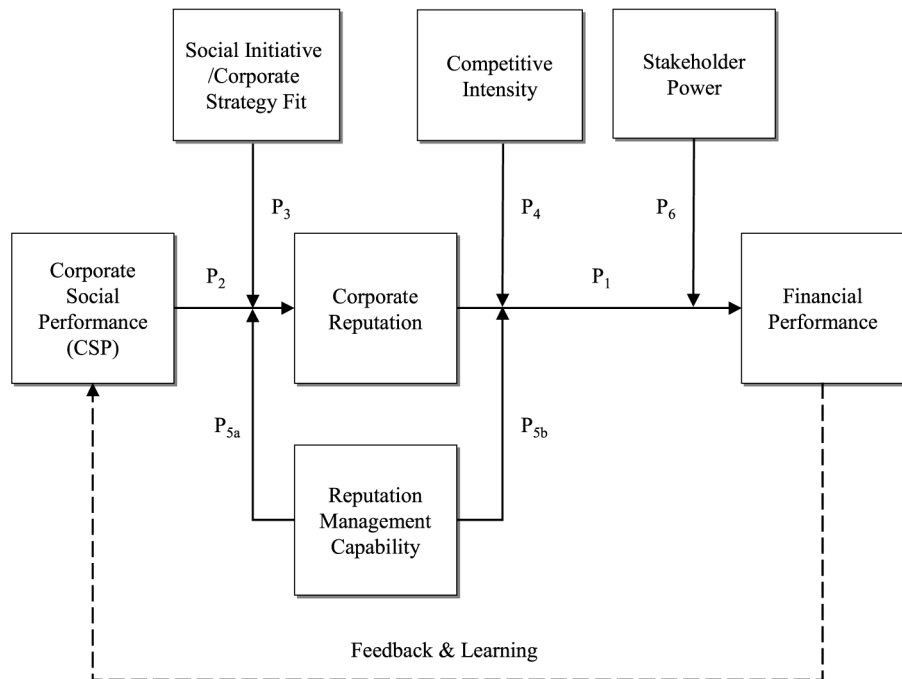 Social Initiative
/Corporate
Strategy Fit
Competitive
Intensity
Stakeholder
Power
P₃
P₄
P₆
Corporate
Social
Performance
(CSP)
P₂
Corporate
Reputation
P₁
Financial
Performance
P₅ₐ
P₅b
Reputation
Management
Capability
Feedback & Learning